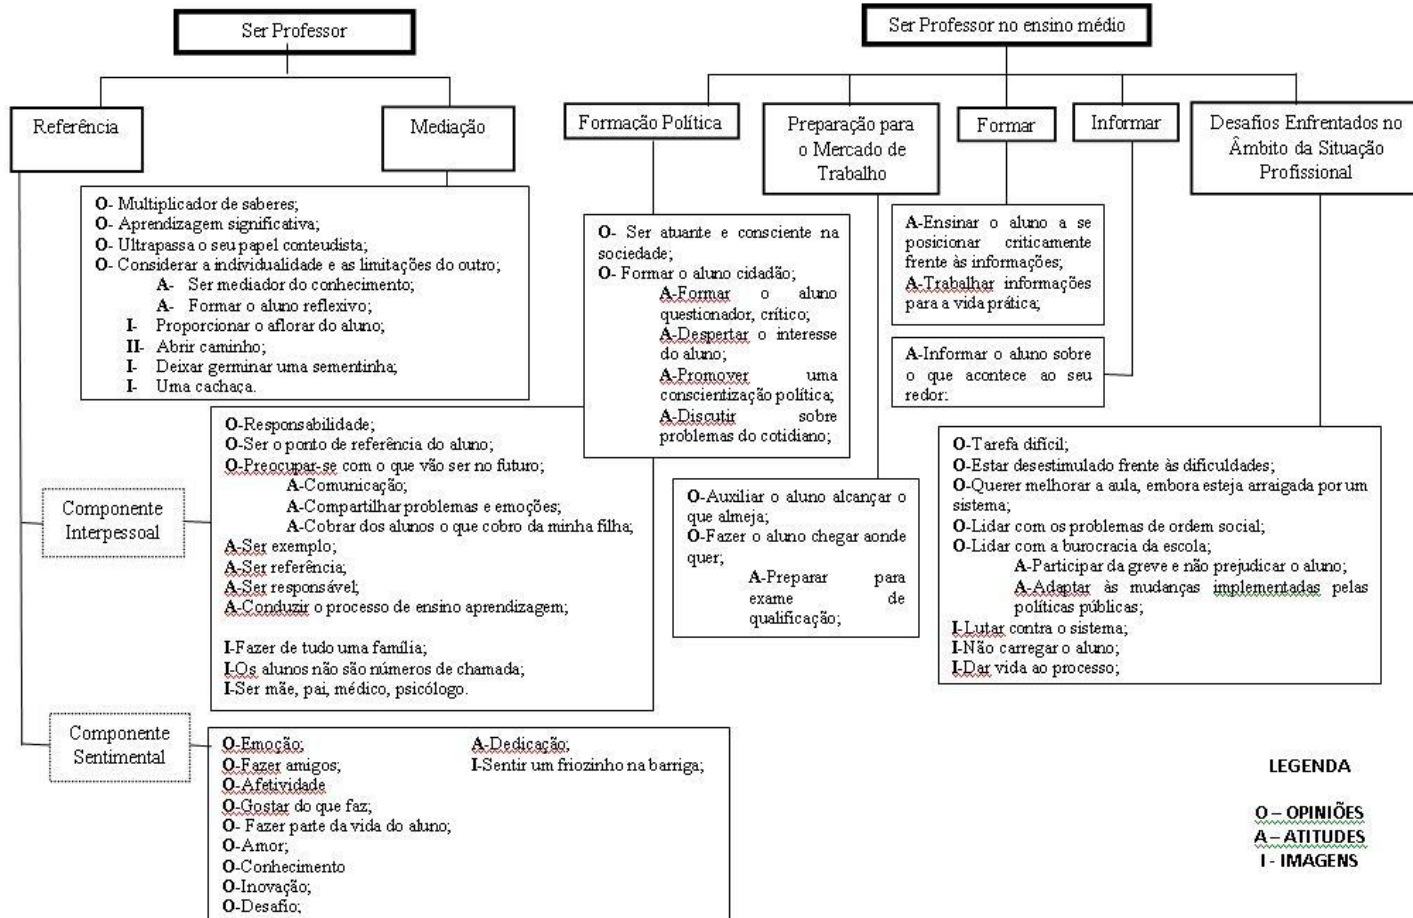 Ser Professor
Referência
Mediação
O- Multiplicador de saberes;
O- Aprendizagem significativa;
O- Ultrapassa o seu papel conteudista;
O- Considerar a individualidade e as limitações do outro;
A- Ser mediador do conhecimento;
A- Formar o aluno reflexivo;
I- Proporcionar o aflorar do aluno;
II- Abrir caminho;
I- Deixar germinar uma sementinha;
I- Uma cachaça.
Componente
Interpessoal
O-Responsabilidade;
O-Ser o ponto de referência do aluno;
O-Preocupar-se com o que vão ser no futuro;
A-Comunicação;
A-Compartilhar problemas e emoções;
A-Cobrar dos alunos o que cobro da minha filha;
A-Ser exemplo;
A-Ser referência;
A-Ser responsável;
A-Conduzir o processo de ensino aprendizagem;
I-Fazer de tudo uma família;
I-Os alunos não são números de chamada;
I-Ser mãe, pai, médico, psicólogo.
Componente
Sentimental
O-Emoção;
O-Fazer amigos;
O-Afetividade
O-Gostar do que faz;
O- Fazer parte da vida do aluno;
O-Amor;
O-Conhecimento
O-Inovação;
O-Desafio;
A-Dedicação;
I-Sentir um friozinho na barriga;
Ser Professor no ensino médio
Formação Política
O- Ser atuante e consciente na
sociedade;
O- Formar o aluno cidadão;
A-Formar o aluno
questionador, crítico;
A-Despertar o interesse
do aluno;
A-Promover uma
conscientização política;
A-Discutir sobre
problemas do cotidiano;
Preparação para
o Mercado de
Trabalho
O-Auxiliar o aluno alcançar o
que almeja;
O-Fazer o aluno chegar aonde
quer;
A-Preparar para
exame de
qualificação;
Formar
A-Ensinar o aluno a se
posicionar criticamente
frente às informações;
A-Trabalhar informações
para a vida prática;
Informar
A-Informar o aluno sobre
o que acontece ao seu
redor;
Desafios Enfrentados no
Âmbito da Situação
Profissional
O-Tarefa difícil;
O-Estar desestimulado frente às dificuldades;
O-Querer melhorar a aula, embora esteja arraigada por um
sistema;
O-Lidar com os problemas de ordem social;
O-Lidar com a burocracia da escola;
A-Participar da greve e não prejudicar o aluno;
A-Adaptar às mudanças implementadas pelas
políticas públicas;
I-Lutar contra o sistema;
I-Não carregar o aluno;
I-Dar vida ao processo;
LEGENDA
O – OPINIÕES
A – ATITUDES
I - IMAGENS